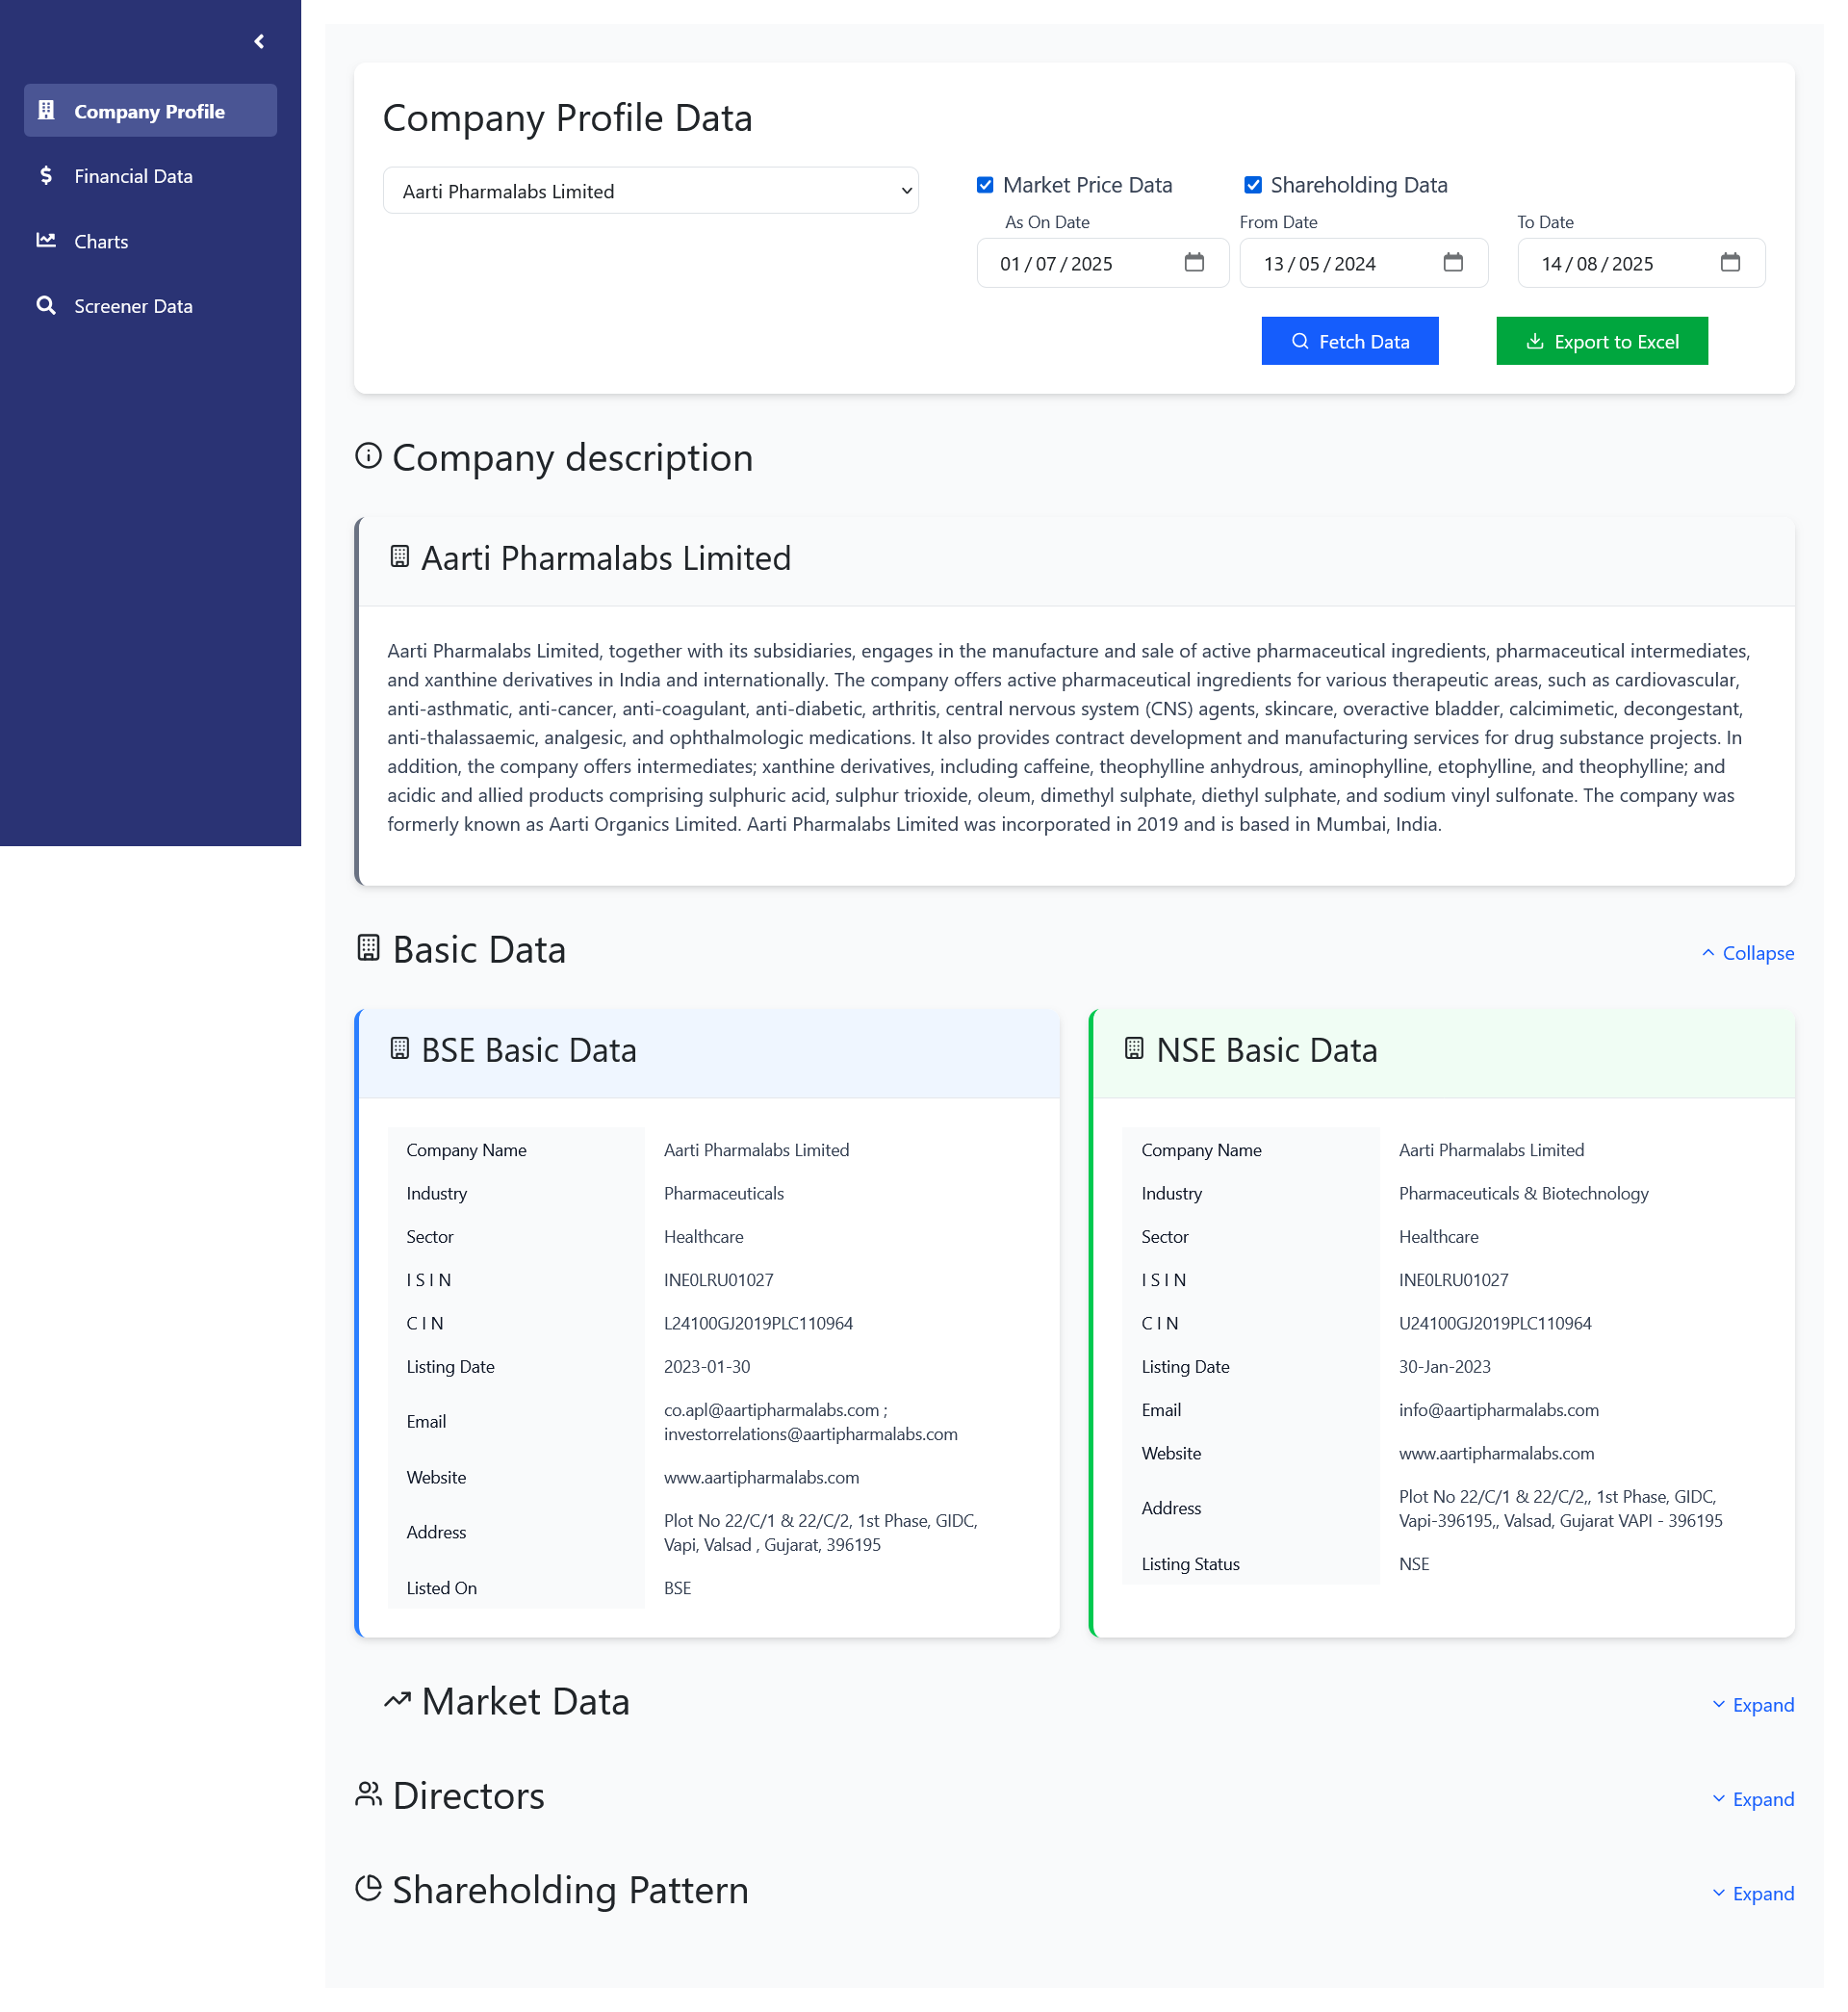 Company Profile
Financial Data
Charts
Screener Data
Company Profile Data
Aarti Pharmalabs Limited
Market Price Data
Shareholding Data
As On Date
From Date
To Date
01 / 07 / 2025
13 / 05 / 2024
14 / 08 / 2025
Fetch Data
Export to Excel
Company description
Aarti Pharmalabs Limited
Aarti Pharmalabs Limited, together with its subsidiaries, engages in the manufacture and sale of active pharmaceutical ingredients, pharmaceutical intermediates,
and xanthine derivatives in India and internationally. The company offers active pharmaceutical ingredients for various therapeutic areas, such as cardiovascular,
anti-asthmatic, anti-cancer, anti-coagulant, anti-diabetic, arthritis, central nervous system (CNS) agents, skincare, overactive bladder, calcimimetic, decongestant,
anti-thalassaemic, analgesic, and ophthalmologic medications. It also provides contract development and manufacturing services for drug substance projects. In
addition, the company offers intermediates; xanthine derivatives, including caffeine, theophylline anhydrous, aminophylline, etophylline, and theophylline; and
acidic and allied products comprising sulphuric acid, sulphur trioxide, oleum, dimethyl sulphate, diethyl sulphate, and sodium vinyl sulfonate. The company was
formerly known as Aarti Organics Limited. Aarti Pharmalabs Limited was incorporated in 2019 and is based in Mumbai, India.
Basic Data
Collapse
BSE Basic Data
Company Name Aarti Pharmalabs Limited
Industry Pharmaceuticals
Sector Healthcare
I S I N INE0LRU01027
C I N L24100GJ2019PLC110964
Listing Date 2023-01-30
Email co.apl@aartipharmalabs.com ;
investorrelations@aartipharmalabs.com
Website www.aartipharmalabs.com
Address Plot No 22/C/1 & 22/C/2, 1st Phase, GIDC,
Vapi, Valsad , Gujarat, 396195
Listed On BSE
NSE Basic Data
Company Name Aarti Pharmalabs Limited
Industry Pharmaceuticals & Biotechnology
Sector Healthcare
I S I N INE0LRU01027
C I N U24100GJ2019PLC110964
Listing Date 30-Jan-2023
Email info@aartipharmalabs.com
Website www.aartipharmalabs.com
Address Plot No 22/C/1 & 22/C/2,, 1st Phase, GIDC,
Vapi-396195,, Valsad, Gujarat VAPI - 396195
Listing Status NSE
Market Data
Expand
Directors
Expand
Shareholding Pattern
Expand